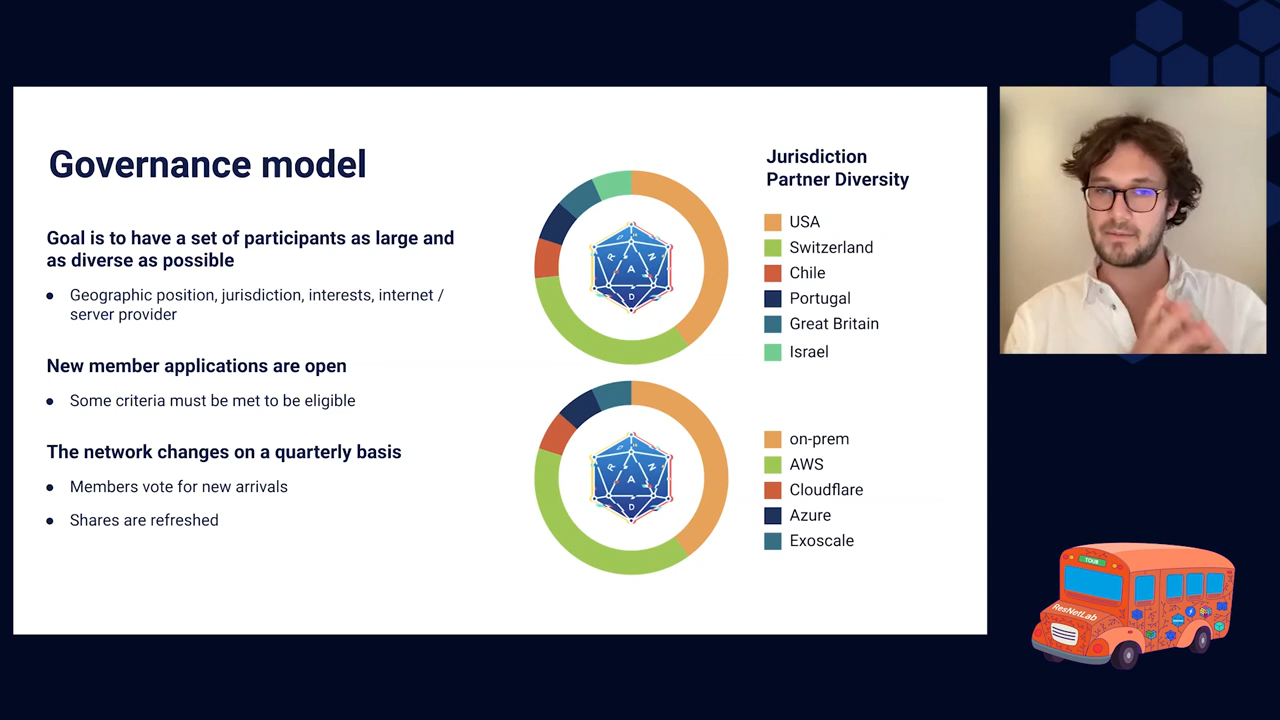 Governance model
Goal is to have a set of participants as large and
as diverse as possible
● Geographic position, jurisdiction, interests, internet /
server provider
New member applications are open
● Some criteria must be met to be eligible
The network changes on a quarterly basis
● Members vote for new arrivals
● Shares are refreshed
R A N D
R A N D
Jurisdiction
Partner Diversity
USA
Switzerland
Chile
Portugal
Great Britain
Israel
on-prem
AWS
Cloudflare
Azure
Exoscale
TOUR
ResNetLab